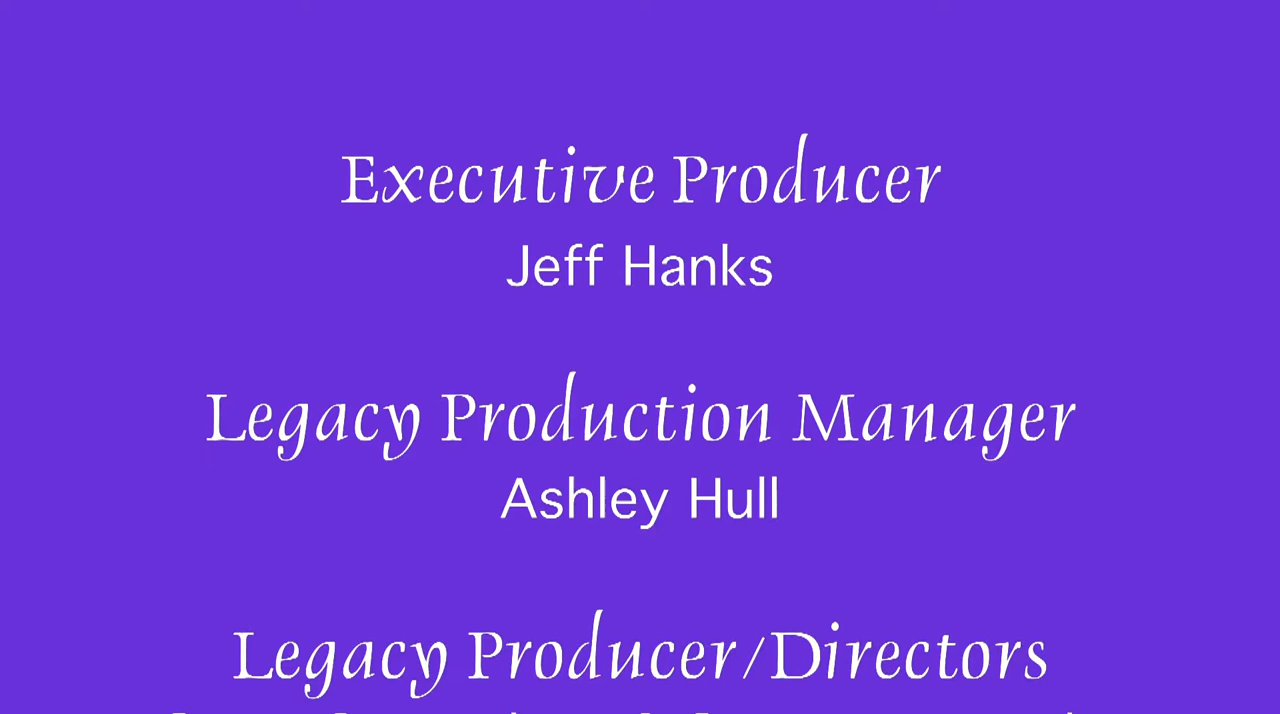 Executive Producer
Jeff Hanks
Legacy Production Manager
Ashley Hull
Legacy Producer/Directors